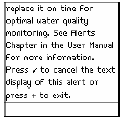 replace it on time for
optimal water quality
monitoring. See Alerts
Chapter in the User Manual
for more information.
Press ✓ to cancel the text
display of this alert or
press + to exit.